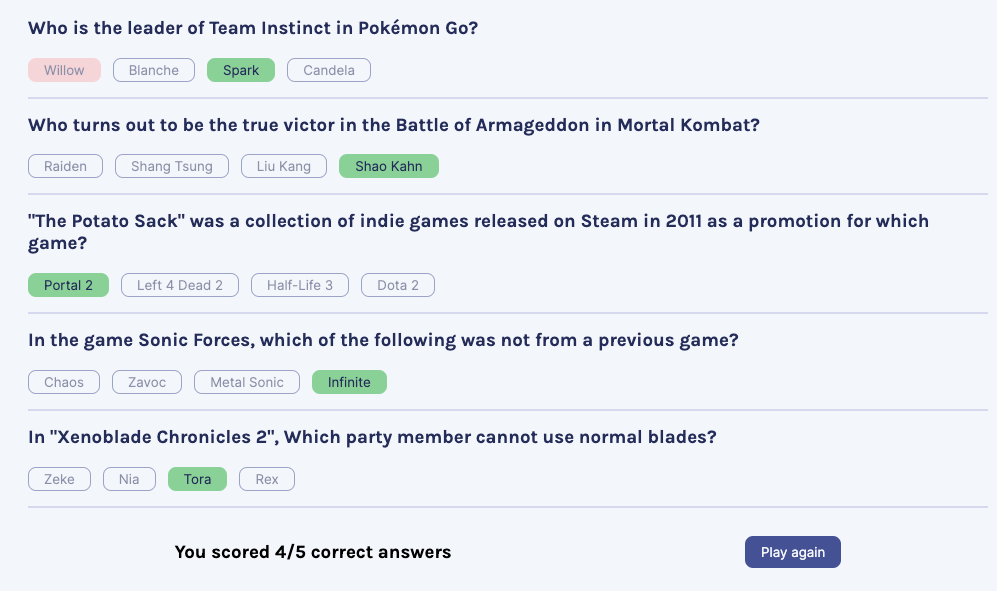 Who is the leader of Team Instinct in Pokémon Go?
Willow Blanche Spark Candela
Who turns out to be the true victor in the Battle of Armageddon in Mortal Kombat?
Raiden Shang Tsung Liu Kang Shao Kahn
"The Potato Sack" was a collection of indie games released on Steam in 2011 as a promotion for which
game?
Portal 2 Left 4 Dead 2 Half-Life 3 Dota 2
In the game Sonic Forces, which of the following was not from a previous game?
Chaos Zavoc Metal Sonic Infinite
In "Xenoblade Chronicles 2", Which party member cannot use normal blades?
Zeke Nia Tora Rex
You scored 4/5 correct answers Play again